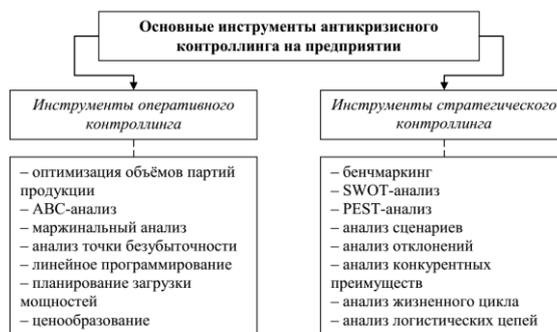 Основные инструменты антикризисного
контроллинга на предприятии
Инструменты оперативного
контроллинга
– оптимизация объёмов партий
продукции
– ABC-анализ
– маржинальный анализ
– анализ точки безубыточности
– линейное программирование
– планирование загрузки
мощностей
– ценообразование
Инструменты стратегического
контроллинга
– бенчмаркинг
– SWOT-анализ
– PEST-анализ
– анализ сценариев
– анализ отклонений
– анализ конкурентных
преимуществ
– анализ жизненного цикла
– анализ логистических цепей